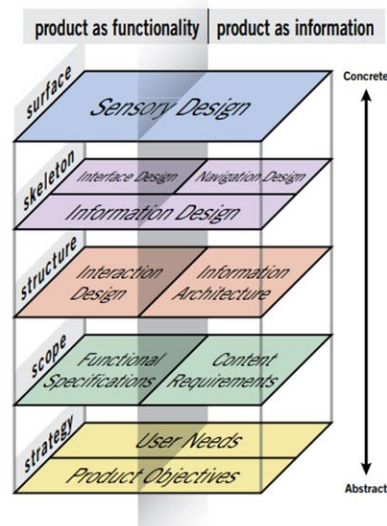 product as functionality
product as information
Concrete
surface
Sensory Design
skeleton
Interface Design
Navigation Design
Information Design
structure
Interaction
Design
Information
Architecture
scope
Functional
Specifications
Content
Requirements
strategy
User Needs
Product Objectives
Abstract